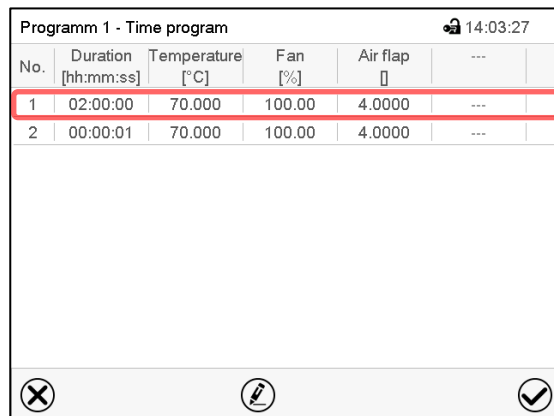 Programm 1 - Time program 14:03:27
No. Duration [hh:mm:ss] Temperature [°C] Fan [%] Air flap [] ---
1 02:00:00 70.000 100.00 4.0000 ---
2 00:00:01 70.000 100.00 4.0000 ---